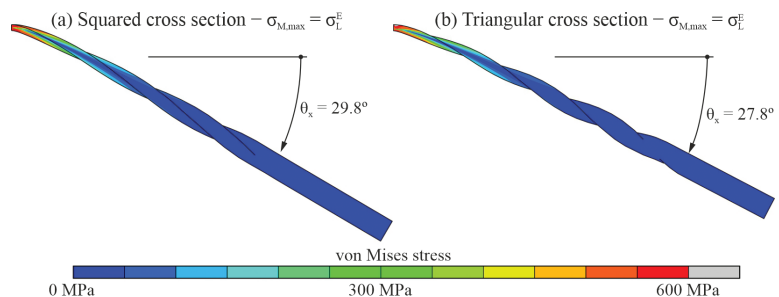 (a) Squared cross section – σM,max = σLE
(b) Triangular cross section – σM,max = σLE
θx = 29.8º
θx = 27.8º
von Mises stress
0 MPa
300 MPa
600 MPa